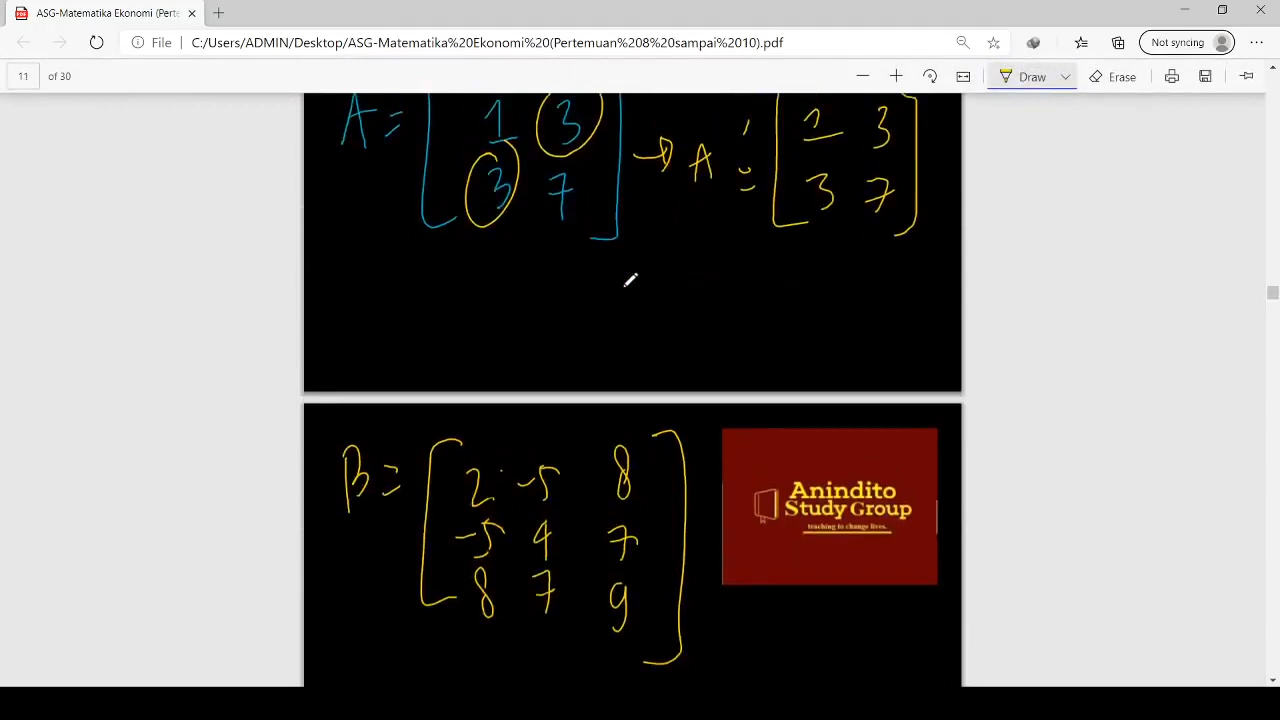 ASG-Matematika Ekonomi (Perte
File C:/Users/ADMIN/Desktop/ASG-Matematika%20Ekonomi%20(Pertemuan%208%20sampai%2010).pdf Not syncing
11 of 30 Draw Erase
A = [ 1 3 → A' = [ 1 3
3 7 ] 3 7 ]
B = [ 2 -5 8
-5 4 7
8 7 9 ]
Anindito
Study Group
teaching to change lives.